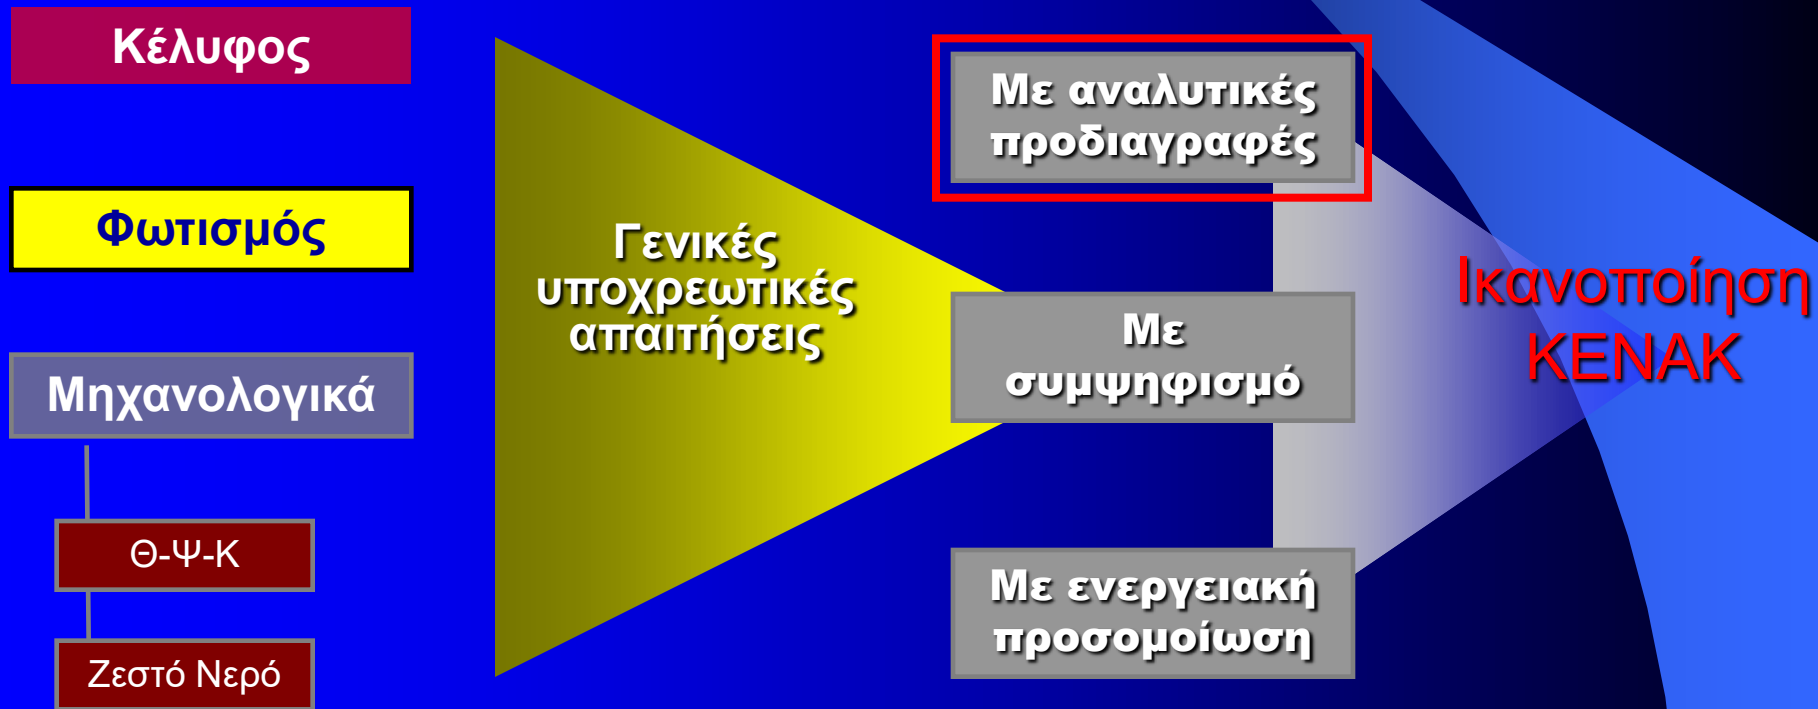 Κέλυφος
Φωτισμός
Μηχανολογικά
Θ-Ψ-Κ
Ζεστό Νερό
Γενικές
υποχρεωτικές
απαιτήσεις
Με αναλυτικές
προδιαγραφές
Με
συμψηφισμό
Με ενεργειακή
προσομοίωση
Ικανοποίηση
ΚΕΝΑΚ